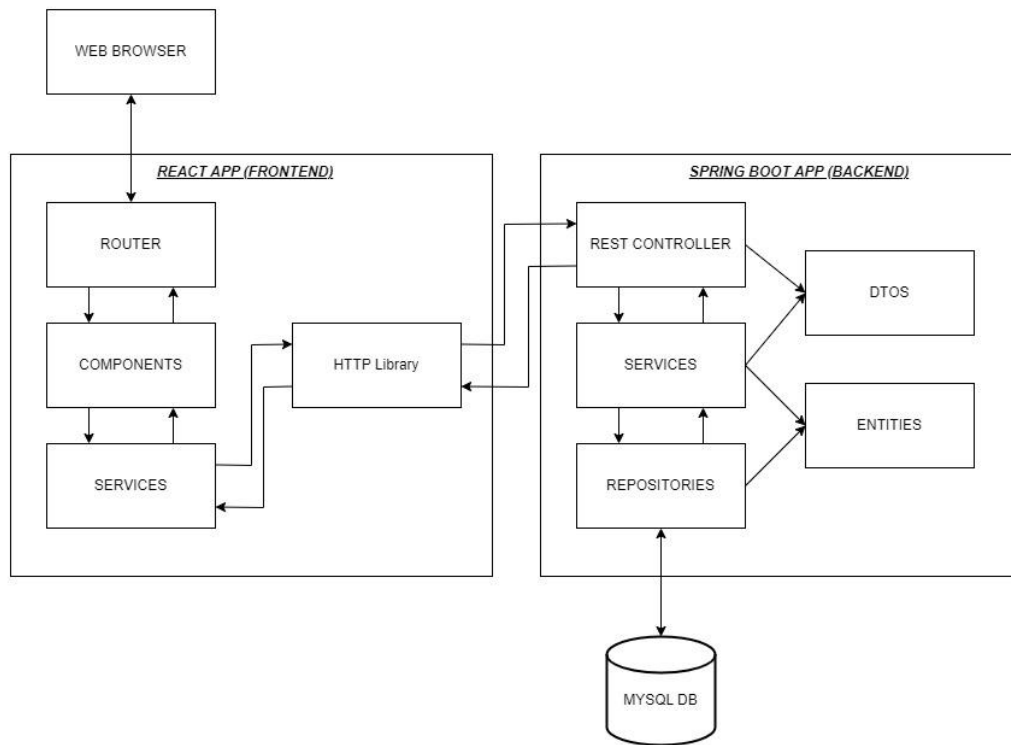 WEB BROWSER
REACT APP (FRONTEND)
ROUTER
COMPONENTS
SERVICES
HTTP Library
SPRING BOOT APP (BACKEND)
REST CONTROLLER
SERVICES
REPOSITORIES
DTOS
ENTITIES
MYSQL DB